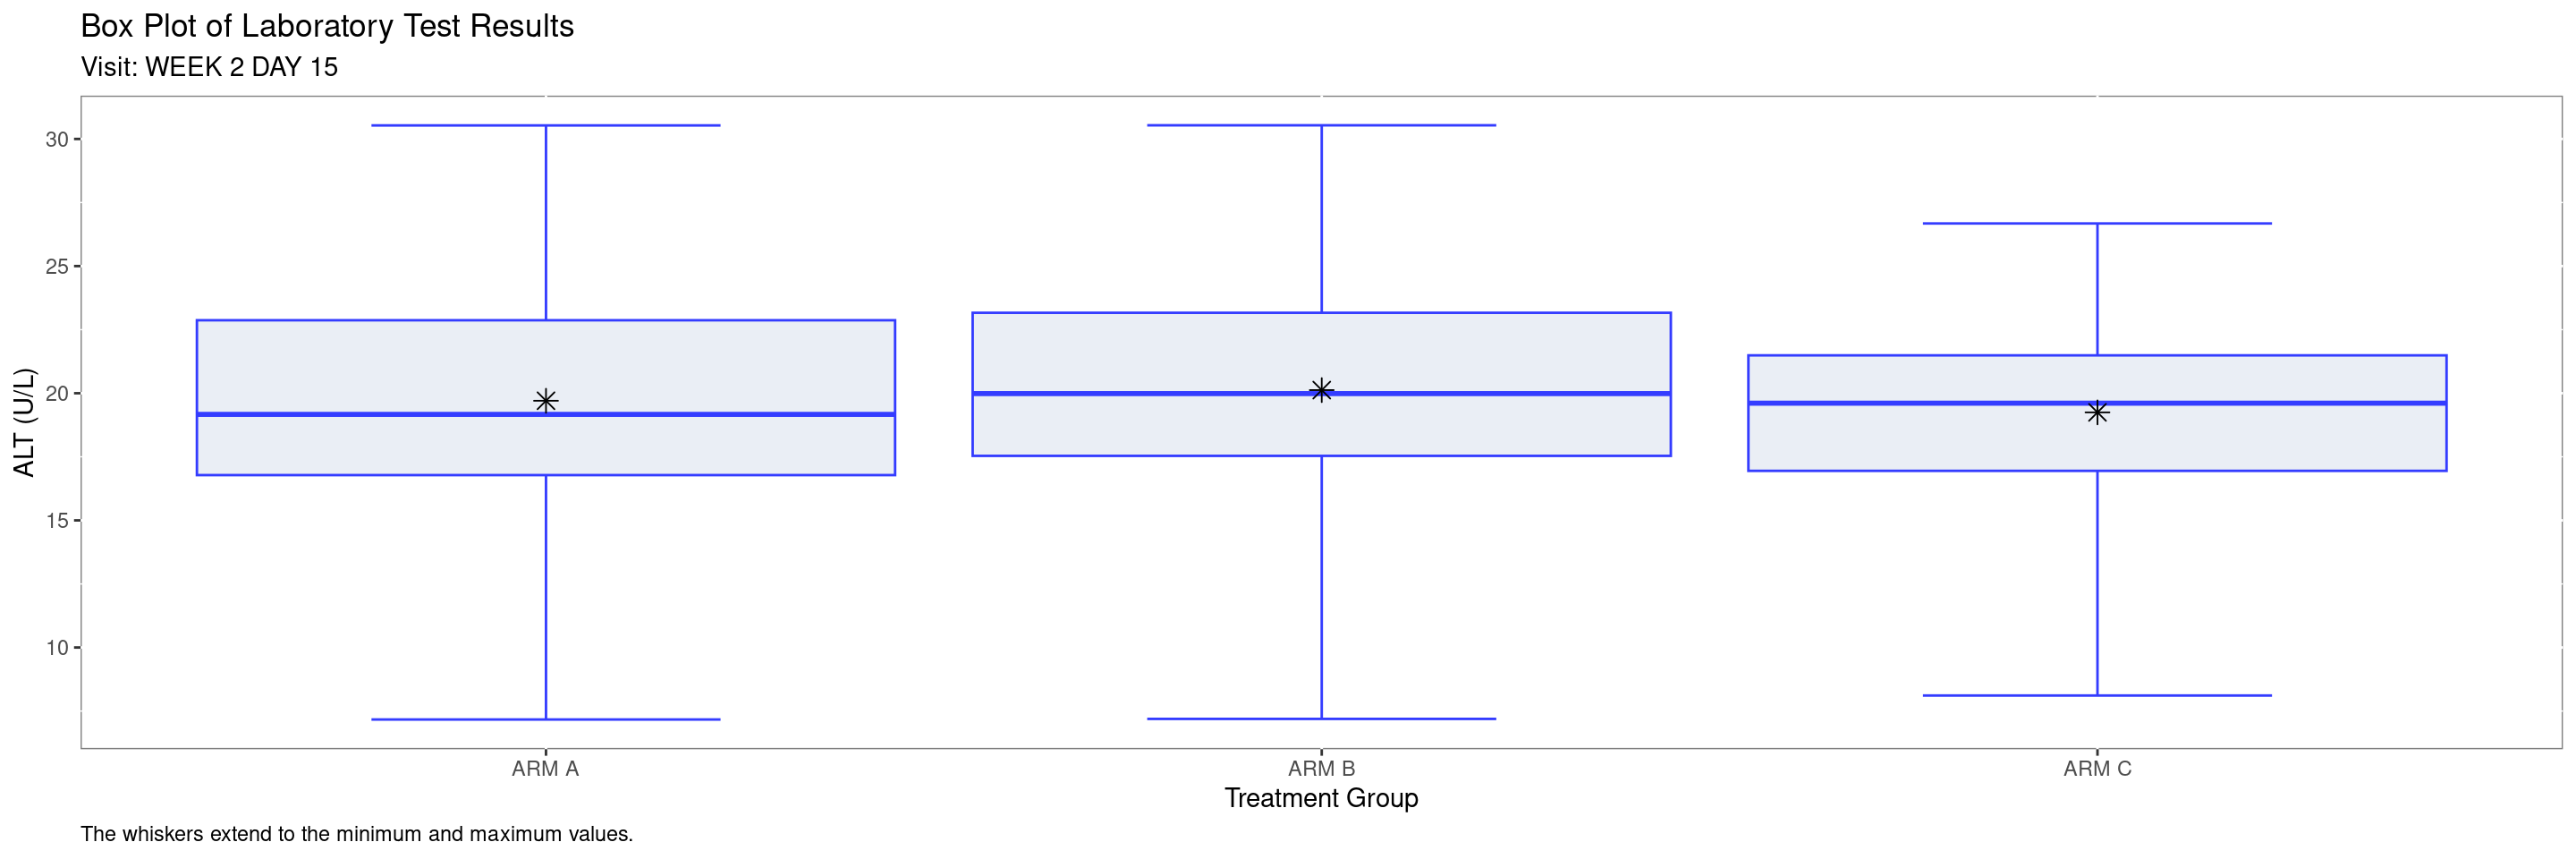 Box Plot of Laboratory Test Results
Visit: WEEK 2 DAY 15
ALT (U/L)
30
25
20
15
10
ARM A
ARM B
ARM C
Treatment Group
The whiskers extend to the minimum and maximum values.